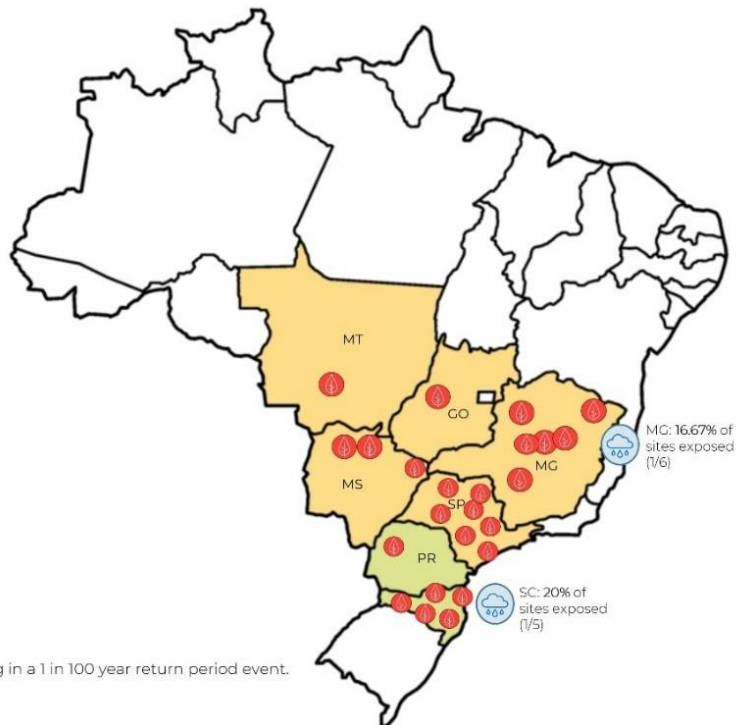 MT
GO
MG: 16.67% of
sites exposed
(1/6)
MG
MS
SP
PR
SC: 20% of
sites exposed
(1/5)
g in a 1 in 100 year return period event.